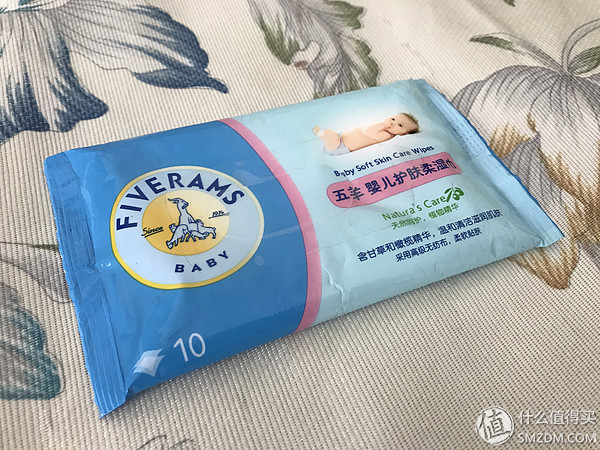 FIVERAMS
Since 1976
BABY
10
Baby Soft Skin Care Wipes
五羊 婴儿护肤柔湿巾
Natura's Care
天然呵护,植物精华
含甘草和橄榄精华,温和清洁滋润肌肤
采用高级无纺布,柔软贴肤
值 什么值得买
SMZDM.COM